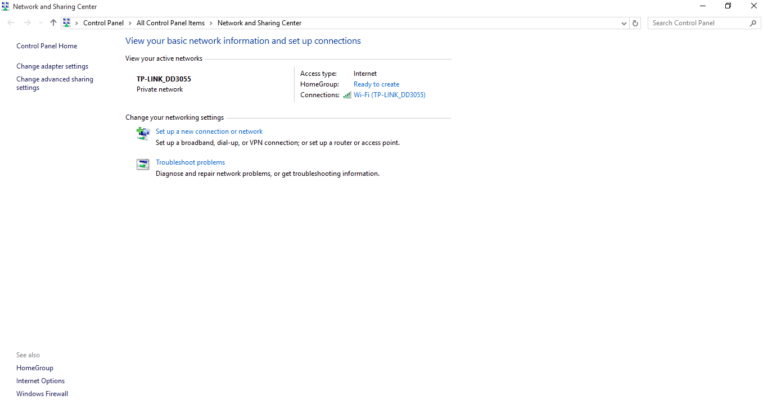 Network and Sharing Center
Control Panel > All Control Panel Items > Network and Sharing Center
Search Control Panel
Control Panel Home
Change adapter settings
Change advanced sharing
settings
View your basic network information and set up connections
View your active networks
TP-LINK_DD3055
Private network
Access type: Internet
HomeGroup: Ready to create
Connections: Wi-Fi (TP-LINK_DD3055)
Change your networking settings
Set up a new connection or network
Set up a broadband, dial-up, or VPN connection; or set up a router or access point.
Troubleshoot problems
Diagnose and repair network problems, or get troubleshooting information.
See also
HomeGroup
Internet Options
Windows Firewall